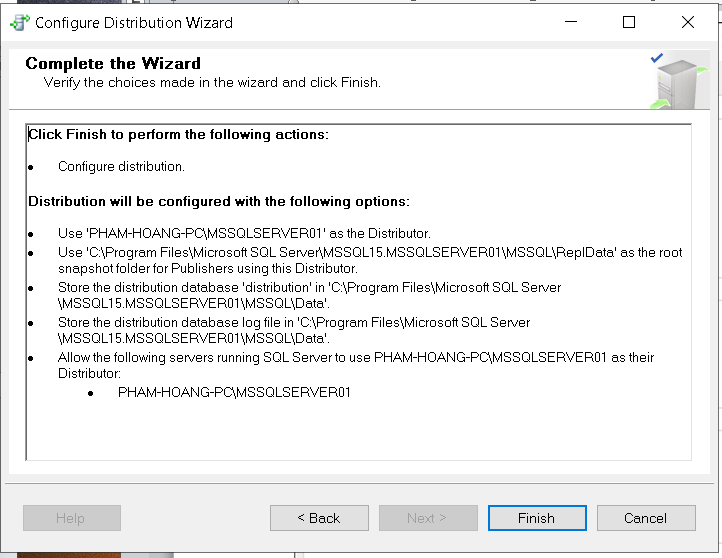 Configure Distribution Wizard
Complete the Wizard
Verify the choices made in the wizard and click Finish.
Click Finish to perform the following actions:
● Configure distribution.
Distribution will be configured with the following options:
● Use 'PHAM-HOANG-PC\MSSQLSERVER01' as the Distributor.
● Use 'C:\Program Files\Microsoft SQL Server\MSSQL15.MSSQLSERVER01\MSSQL\ReplData' as the root
snapshot folder for Publishers using this Distributor.
● Store the distribution database 'distribution' in 'C:\Program Files\Microsoft SQL Server
\MSSQL15.MSSQLSERVER01\MSSQL\Data'.
● Store the distribution database log file in 'C:\Program Files\Microsoft SQL Server
\MSSQL15.MSSQLSERVER01\MSSQL\Data'.
● Allow the following servers running SQL Server to use PHAM-HOANG-PC\MSSQLSERVER01 as their
Distributor:
● PHAM-HOANG-PC\MSSQLSERVER01
Help
< Back
Next >
Finish
Cancel